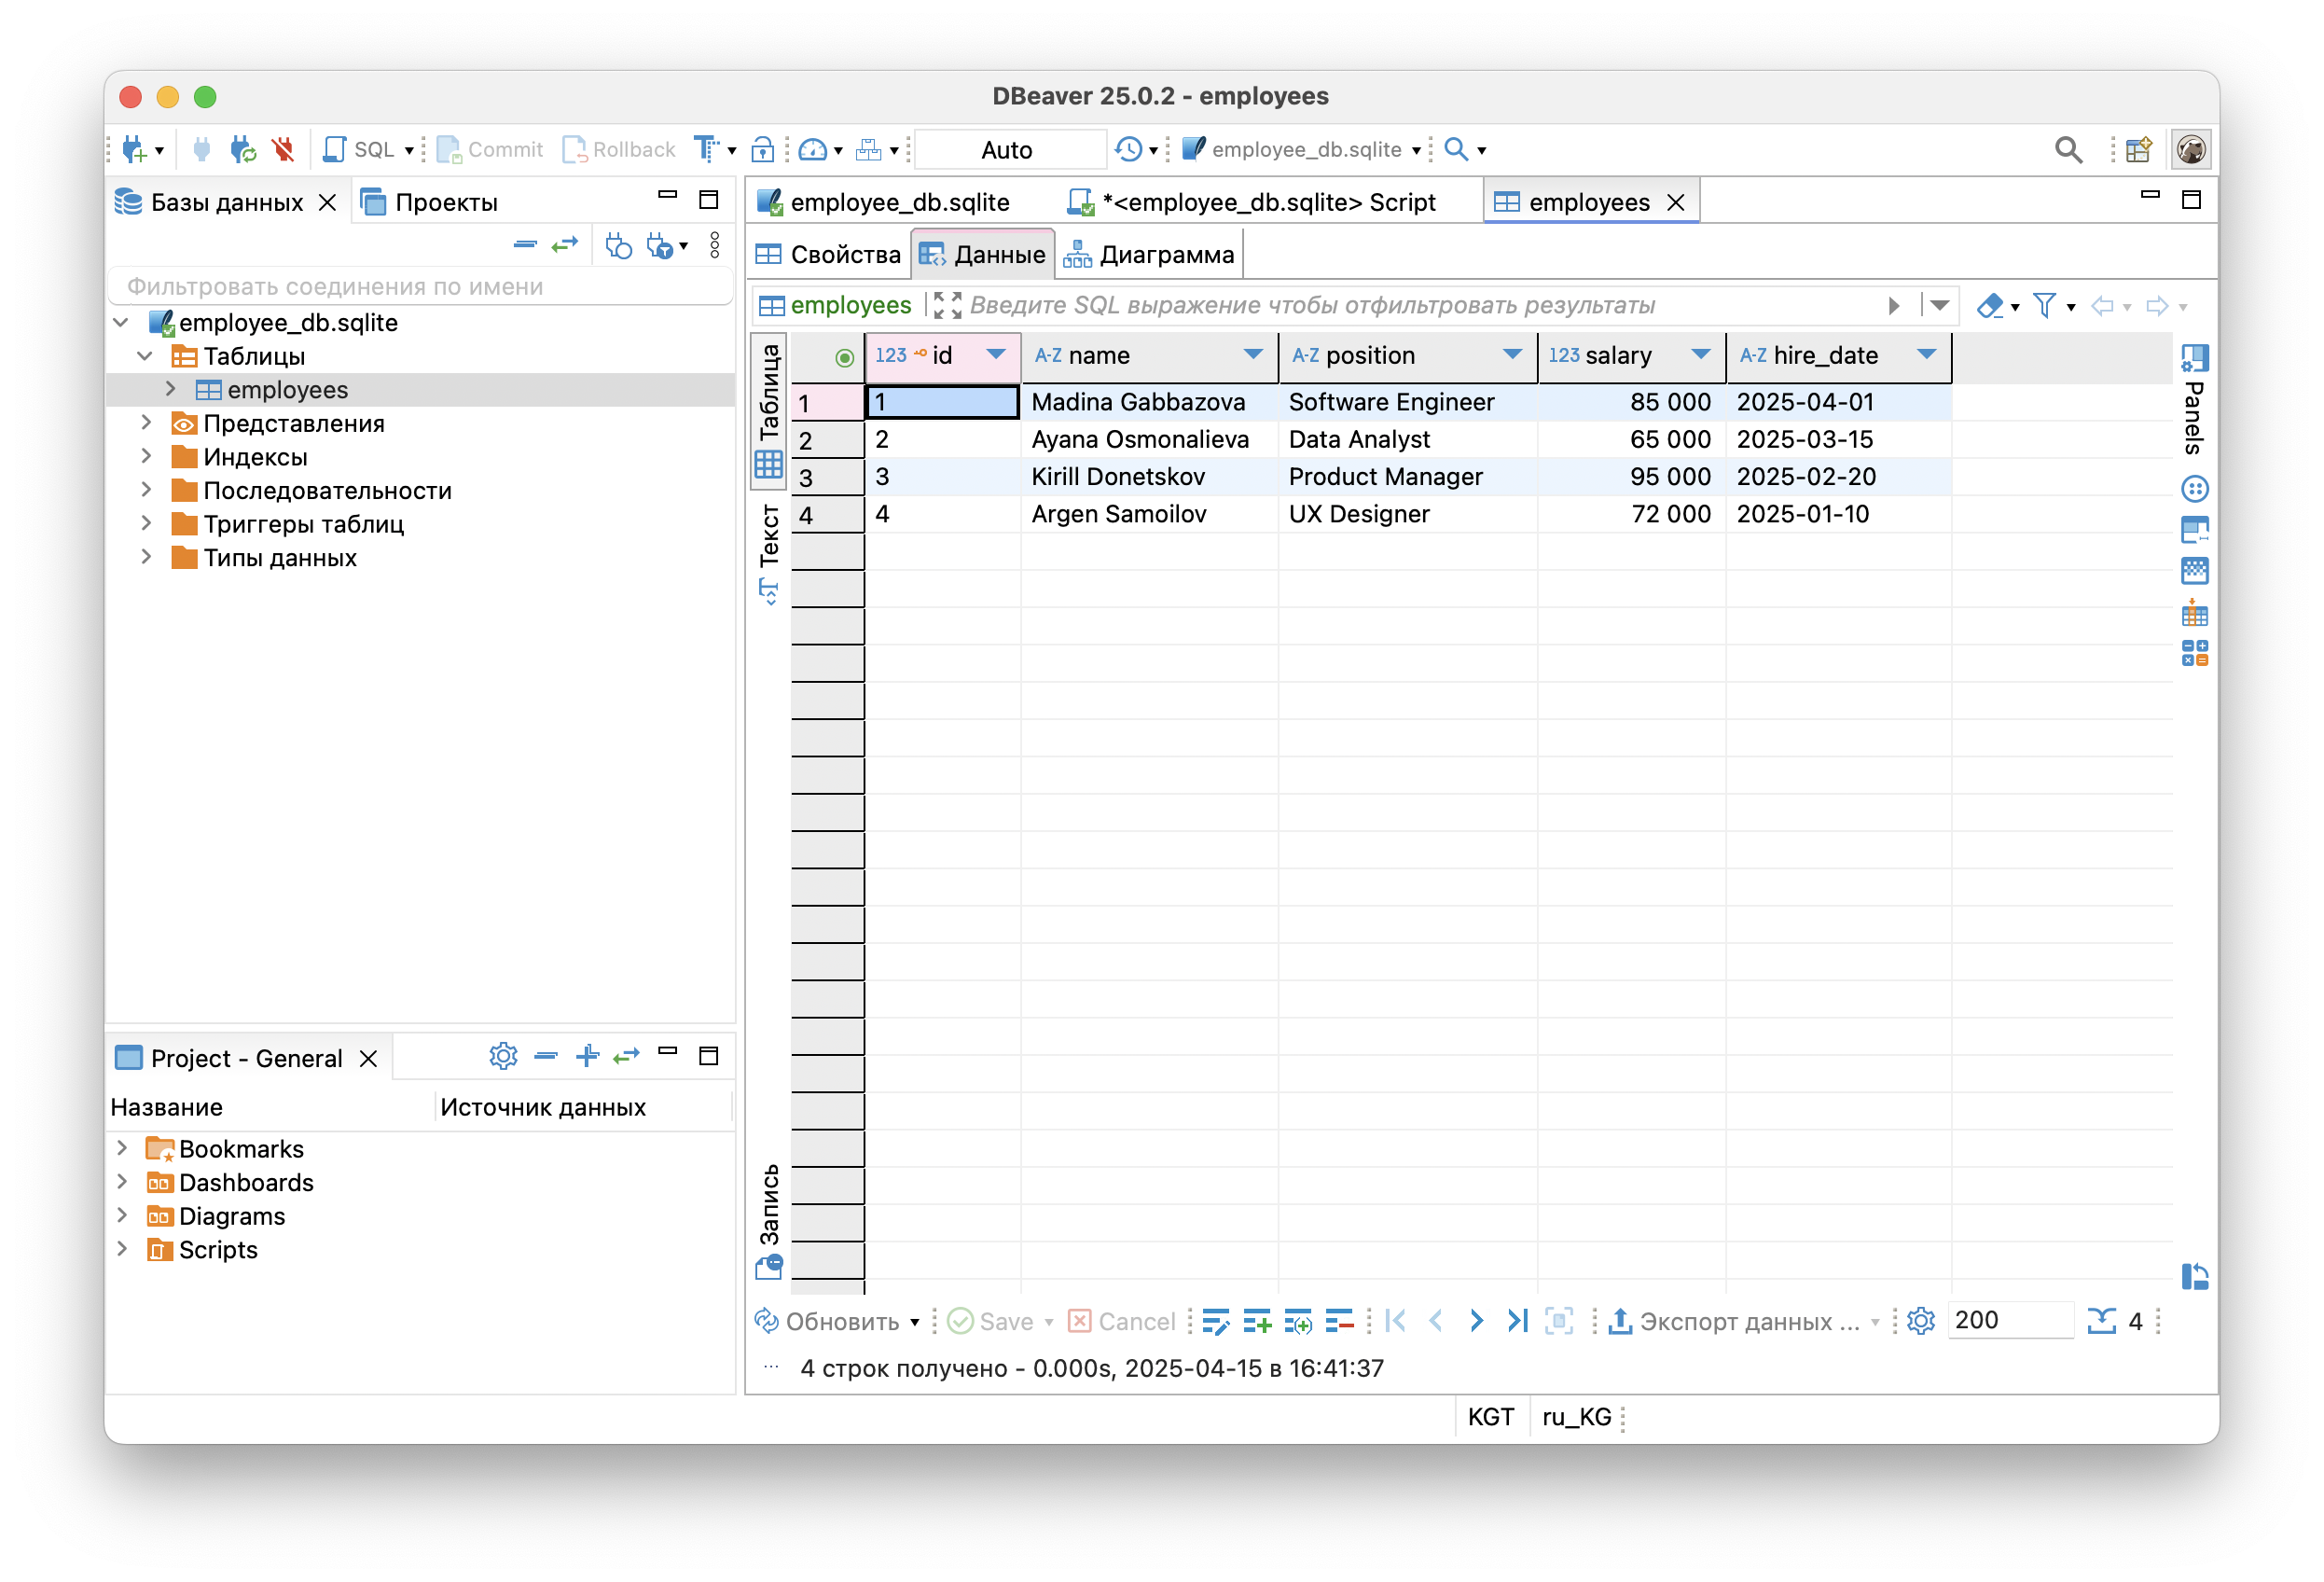 DBeaver 25.0.2 - employees
SQL Commit Rollback Auto employee_db.sqlite
Базы данных Проекты
Фильтровать соединения по имени
employee_db.sqlite
Таблицы
employees
Представления
Индексы
Последовательности
Триггеры таблиц
Типы данных
Project - General
Название Источник данных
Bookmarks
Dashboards
Diagrams
Scripts
employee_db.sqlite *<employee_db.sqlite> Script employees
Свойства Данные Диаграмма
employees Введите SQL выражение чтобы отфильтровать результаты
Таблица
Текст
Запись
123 id A-Z name A-Z position 123 salary A-Z hire_date
1 1 Madina Gabbazova Software Engineer 85 000 2025-04-01
2 2 Ayana Osmonalieva Data Analyst 65 000 2025-03-15
3 3 Kirill Donetskov Product Manager 95 000 2025-02-20
4 4 Argen Samoilov UX Designer 72 000 2025-01-10
Panels
Обновить Save Cancel Экспорт данных ... 200 4
... 4 строк получено - 0.000s, 2025-04-15 в 16:41:37
KGT ru_KG